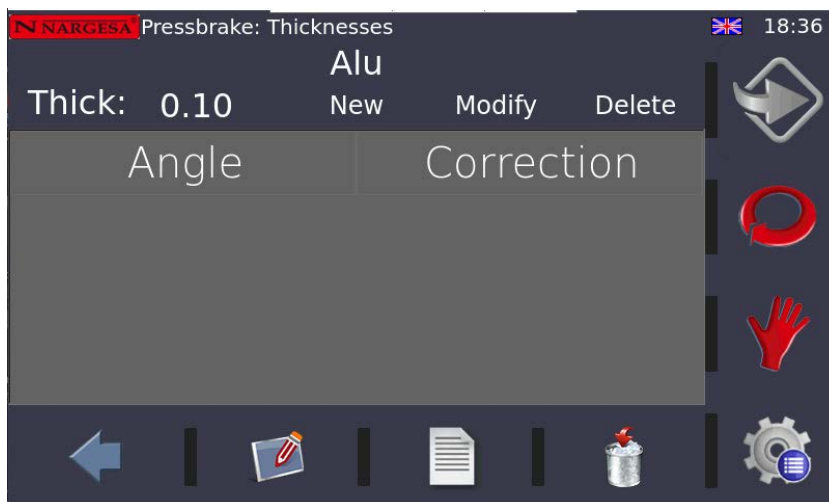 N NARGESA® Pressbrake: Thicknesses 18:36
Alu
Thick: 0.10 New Modify Delete
Angle Correction